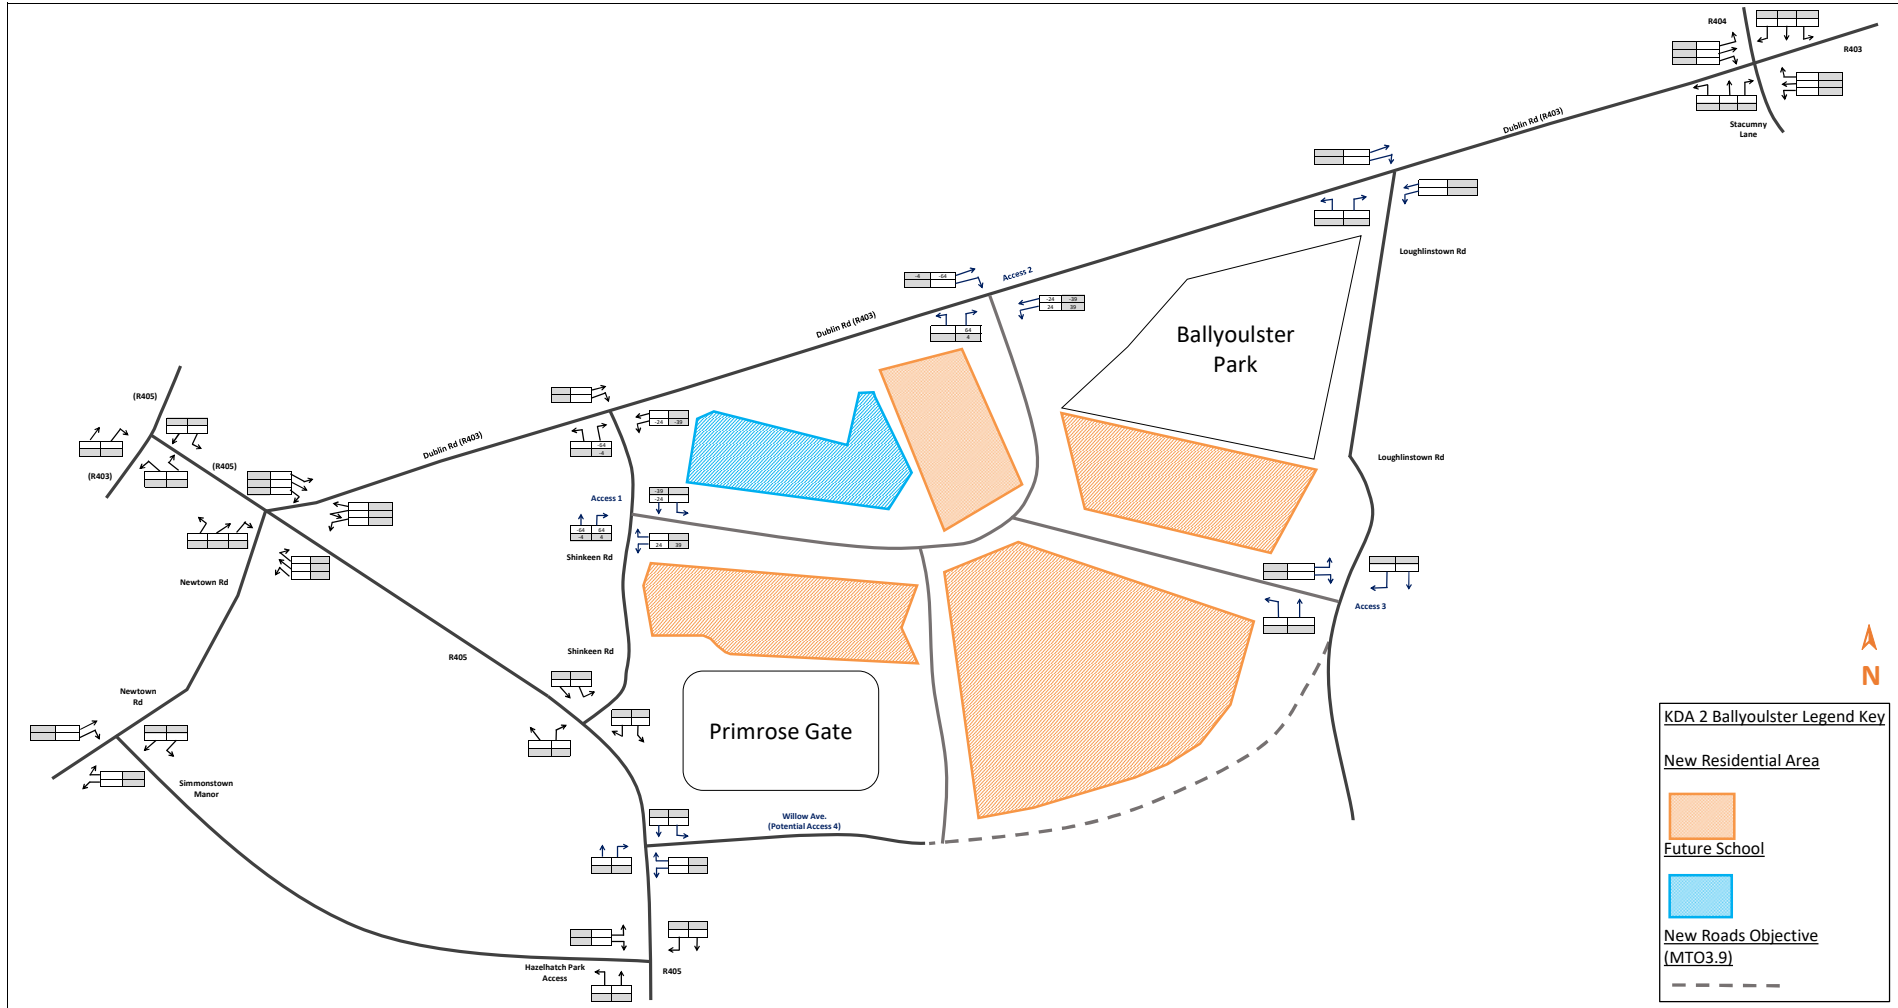 R404
R403
Stacumny
Lane
Dublin Rd (R403)
Loughlinstown Rd
Access 2
-4 -64
-24 -39
24 39
64
4
Dublin Rd (R403)
Ballyoulster
Park
(R405)
(R403)
(R405)
Dublin Rd (R403)
-24 -39
-64
-4
Loughlinstown Rd
Access 1
-39
-24
-64 64
-4 4
24 39
Shinkeen Rd
Newtown Rd
Access 3
Shinkeen Rd
R405
Newtown
Rd
Primrose Gate
Simmonstown
Manor
Willow Ave.
(Potential Access 4)
Hazelhatch Park
Access
R405
N
KDA 2 Ballyoulster Legend Key
New Residential Area
Future School
New Roads Objective
(MTO3.9)